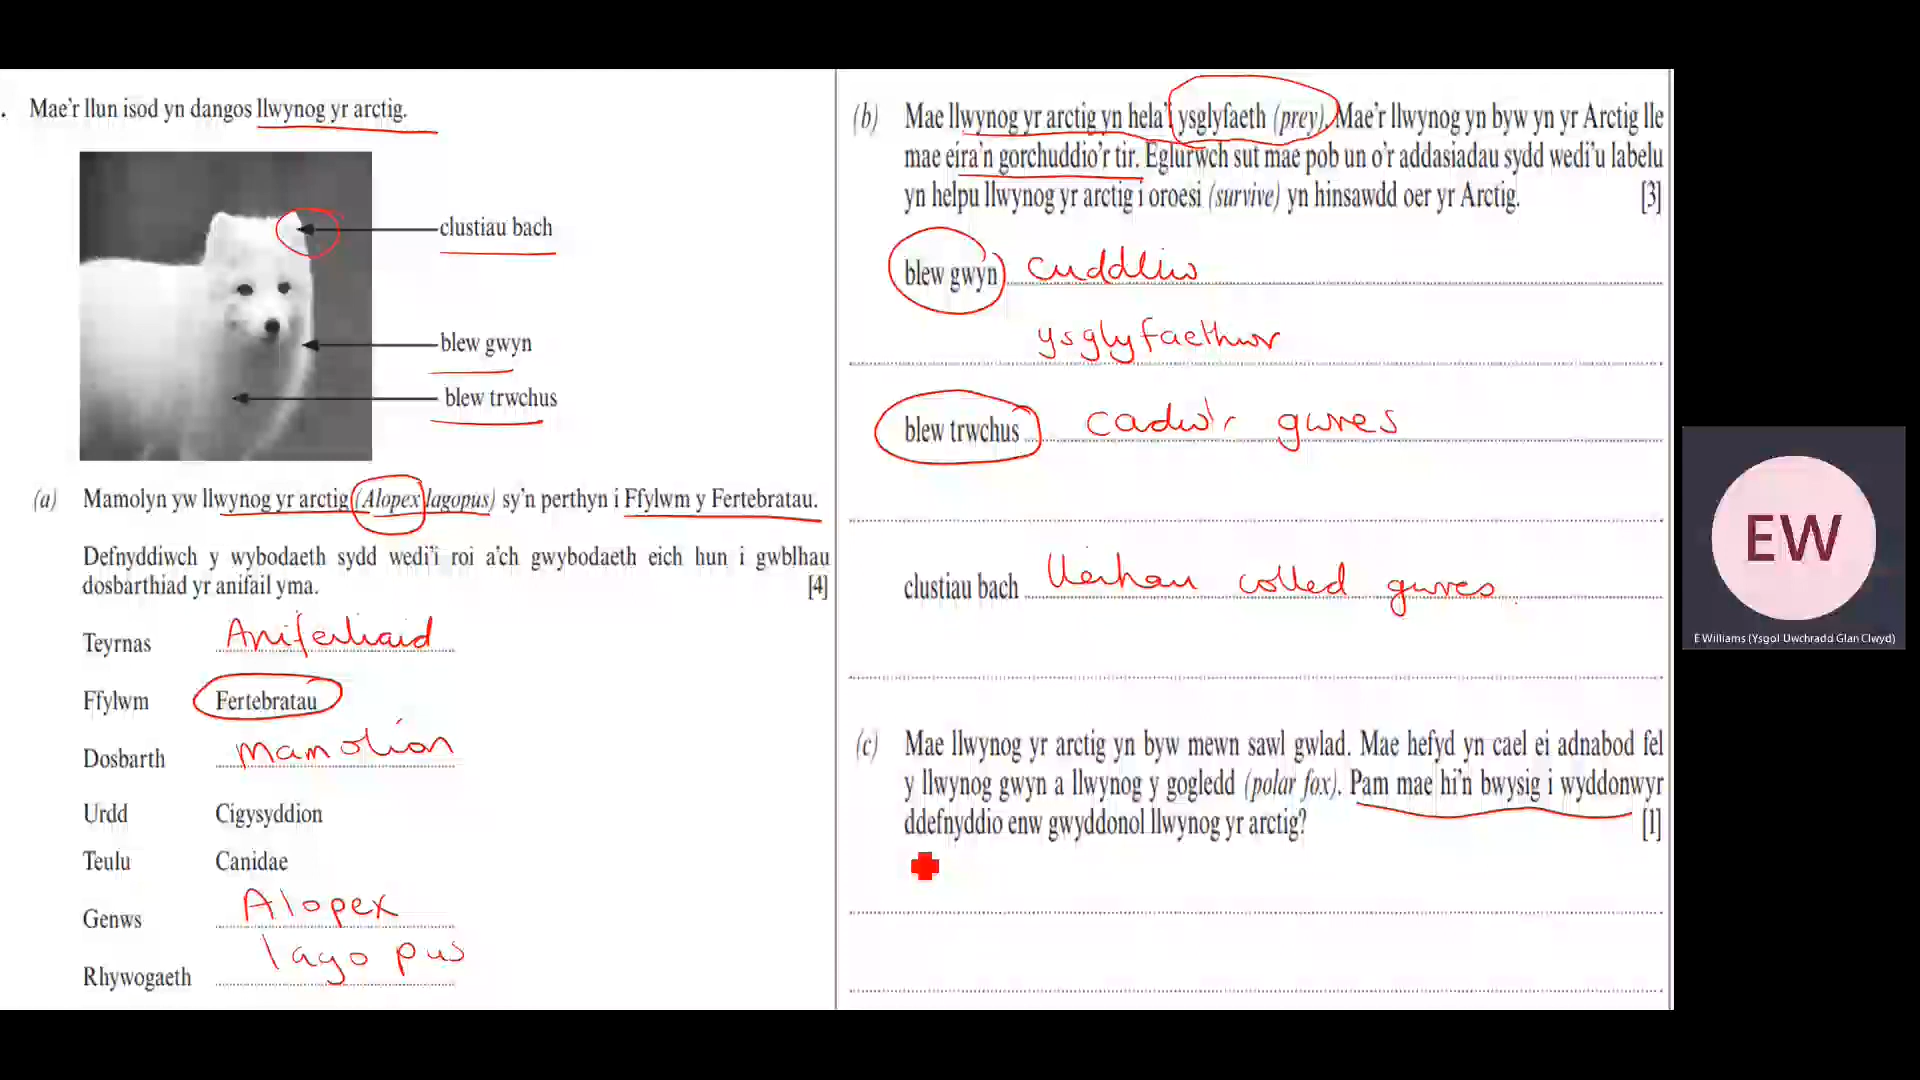 . Mae'r llun isod yn dangos llwynog yr arctig.
clustiau bach
blew gwyn
blew trwchus
(a) Mamolyn yw llwynog yr arctig (Alopex lagopus) sy'n perthyn i Ffylwm y Fertebratau.
Defnyddiwch y wybodaeth sydd wedi'i roi a'ch gwybodaeth eich hun i gwblhau
dosbarthiad yr anifail yma. [4]
Teyrnas Anifeiliaid
Ffylwm Fertebratau
Dosbarth Mamolion
Urdd Cigysyddion
Teulu Canidae
Genws Alopex
Rhywogaeth lagopus
(b) Mae llwynog yr arctig yn hela'i ysglyfaeth (prey). Mae'r llwynog yn byw yn yr Arctig lle
mae eira'n gorchuddio'r tir. Eglurwch sut mae pob un o'r addasiadau sydd wedi'u labelu
yn helpu llwynog yr arctig i oroesi (survive) yn hinsawdd oer yr Arctig. [3]
blew gwyn cuddliw
ysglyfaethwr
blew trwchus cadw'r gwres
clustiau bach lleihau colled gwres
(c) Mae llwynog yr arctig yn byw mewn sawl gwlad. Mae hefyd yn cael ei adnabod fel
y llwynog gwyn a llwynog y gogledd (polar fox). Pam mae hi'n bwysig i wyddonwyr
ddefnyddio enw gwyddonol llwynog yr arctig? [1]
EW
E Williams (Ysgol Uwchradd Glan Clwyd)